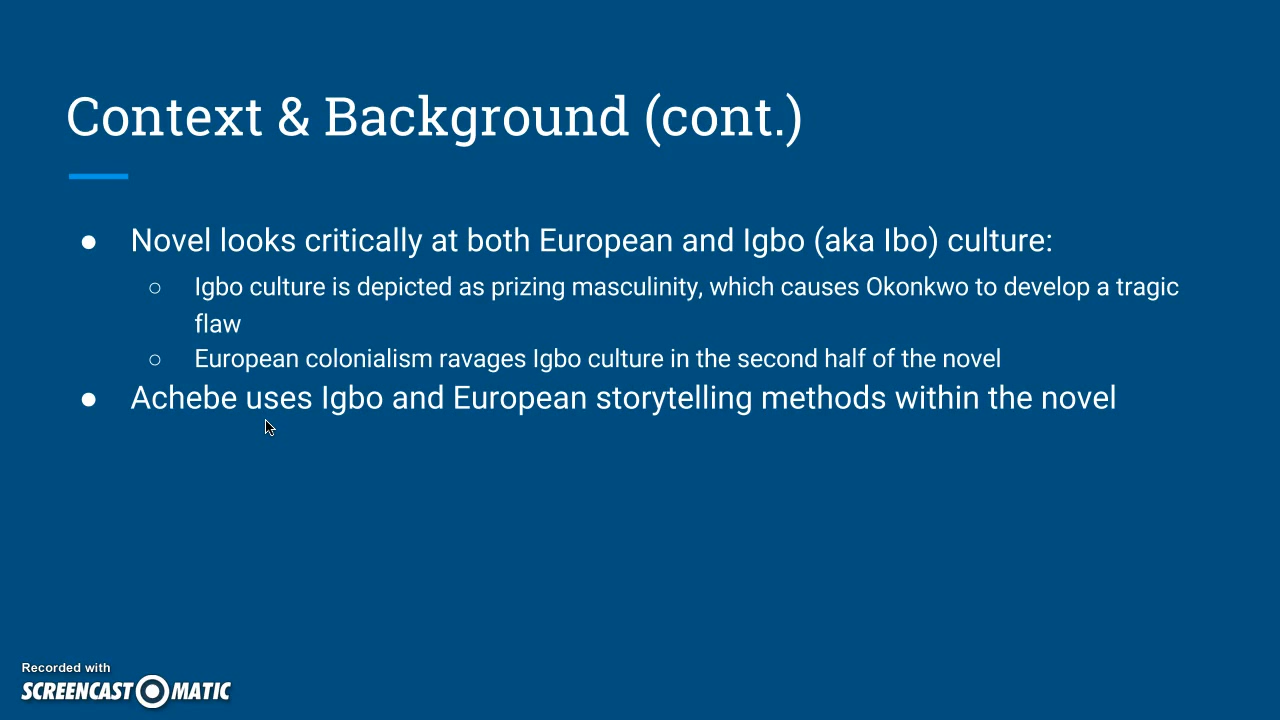 Context & Background (cont.)
● Novel looks critically at both European and Igbo (aka Ibo) culture:
○ Igbo culture is depicted as prizing masculinity, which causes Okonkwo to develop a tragic
flaw
○ European colonialism ravages Igbo culture in the second half of the novel
● Achebe uses Igbo and European storytelling methods within the novel
Recorded with
SCREENCAST MATIC